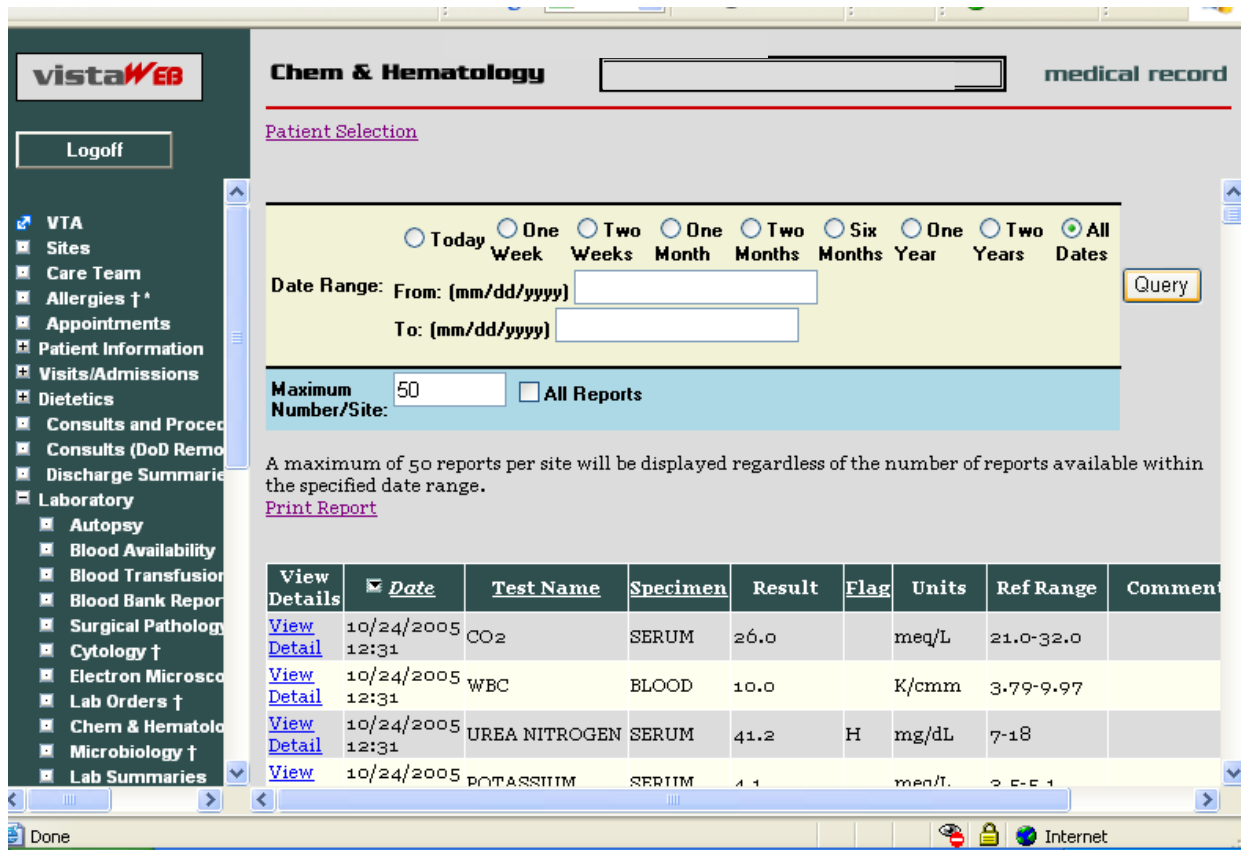 vistaWEB
Chem & Hematology
medical record
Logoff
Patient Selection
VTA
Sites
Care Team
Allergies †*
Appointments
Patient Information
Visits/Admissions
Dietetics
Consults and Proced
Consults (DoD Remo
Discharge Summarie
Laboratory
Autopsy
Blood Availability
Blood Transfusion
Blood Bank Repor
Surgical Pathology
Cytology †
Electron Microsco
Lab Orders †
Chem & Hematolo
Microbiology †
Lab Summaries
Today One Week Two Weeks One Month Two Months Six Months One Year Two Years All Dates
Date Range: From: (mm/dd/yyyy)
To: (mm/dd/yyyy)
Query
Maximum Number/Site: 50 All Reports
A maximum of 50 reports per site will be displayed regardless of the number of reports available within
the specified date range.
Print Report
View Details Date Test Name Specimen Result Flag Units Ref Range Comment
View Detail 10/24/2005 12:31 CO2 SERUM 26.0 meq/L 21.0-32.0
View Detail 10/24/2005 12:31 WBC BLOOD 10.0 K/cmm 3.79-9.97
View Detail 10/24/2005 12:31 UREA NITROGEN SERUM 41.2 H mg/dL 7-18
View 10/24/2005 POTASSIUM SERUM 4.1 meq/L 3.5-5.1
Done
Internet